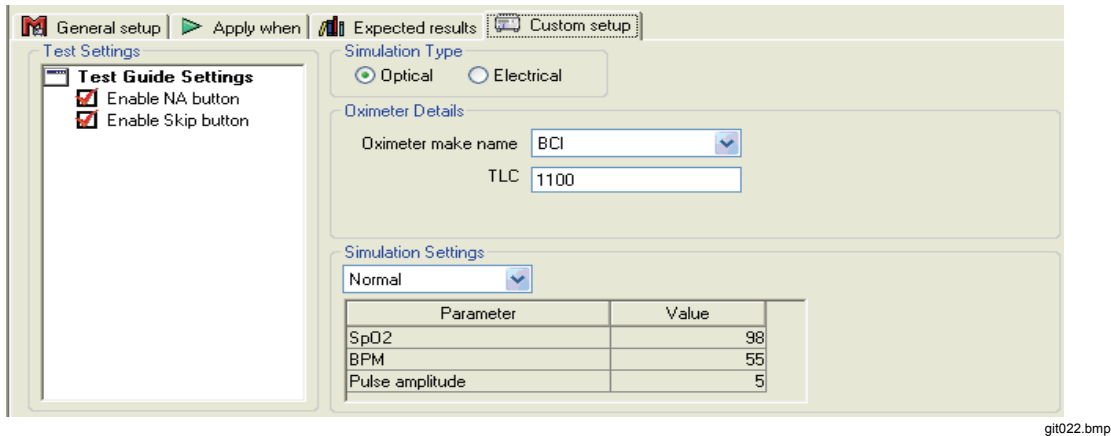 General setup Apply when Expected results Custom setup
Test Settings
Test Guide Settings
Enable NA button
Enable Skip button
Simulation Type
Optical Electrical
Oximeter Details
Oximeter make name BCI
TLC 1100
Simulation Settings
Normal
Parameter Value
SpO2 98
BPM 55
Pulse amplitude 5
git022.bmp